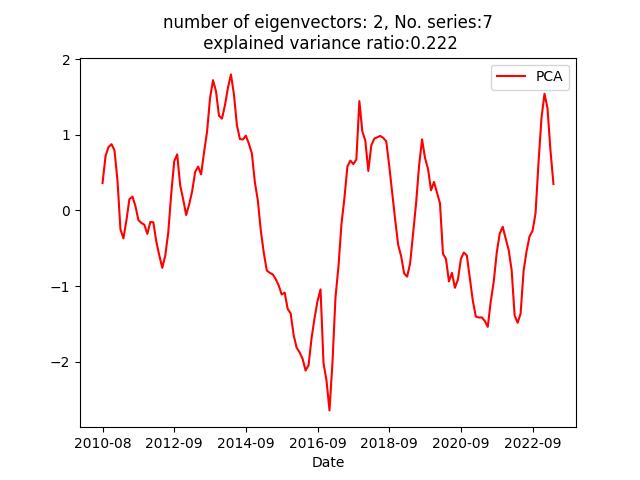 number of eigenvectors: 2, No. series:7
explained variance ratio:0.222
PCA
2
1
0
−1
−2
2010-08 2012-09 2014-09 2016-09 2018-09 2020-09 2022-09
Date